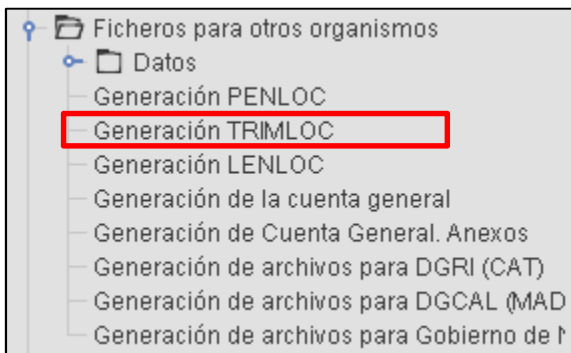 Ficheros para otros organismos
Datos
Generación PENLOC
Generación TRIMLOC
Generación LENLOC
Generación de la cuenta general
Generación de Cuenta General. Anexos
Generación de archivos para DGRI (CAT)
Generación de archivos para DGCAL (MAD
Generación de archivos para Gobierno de